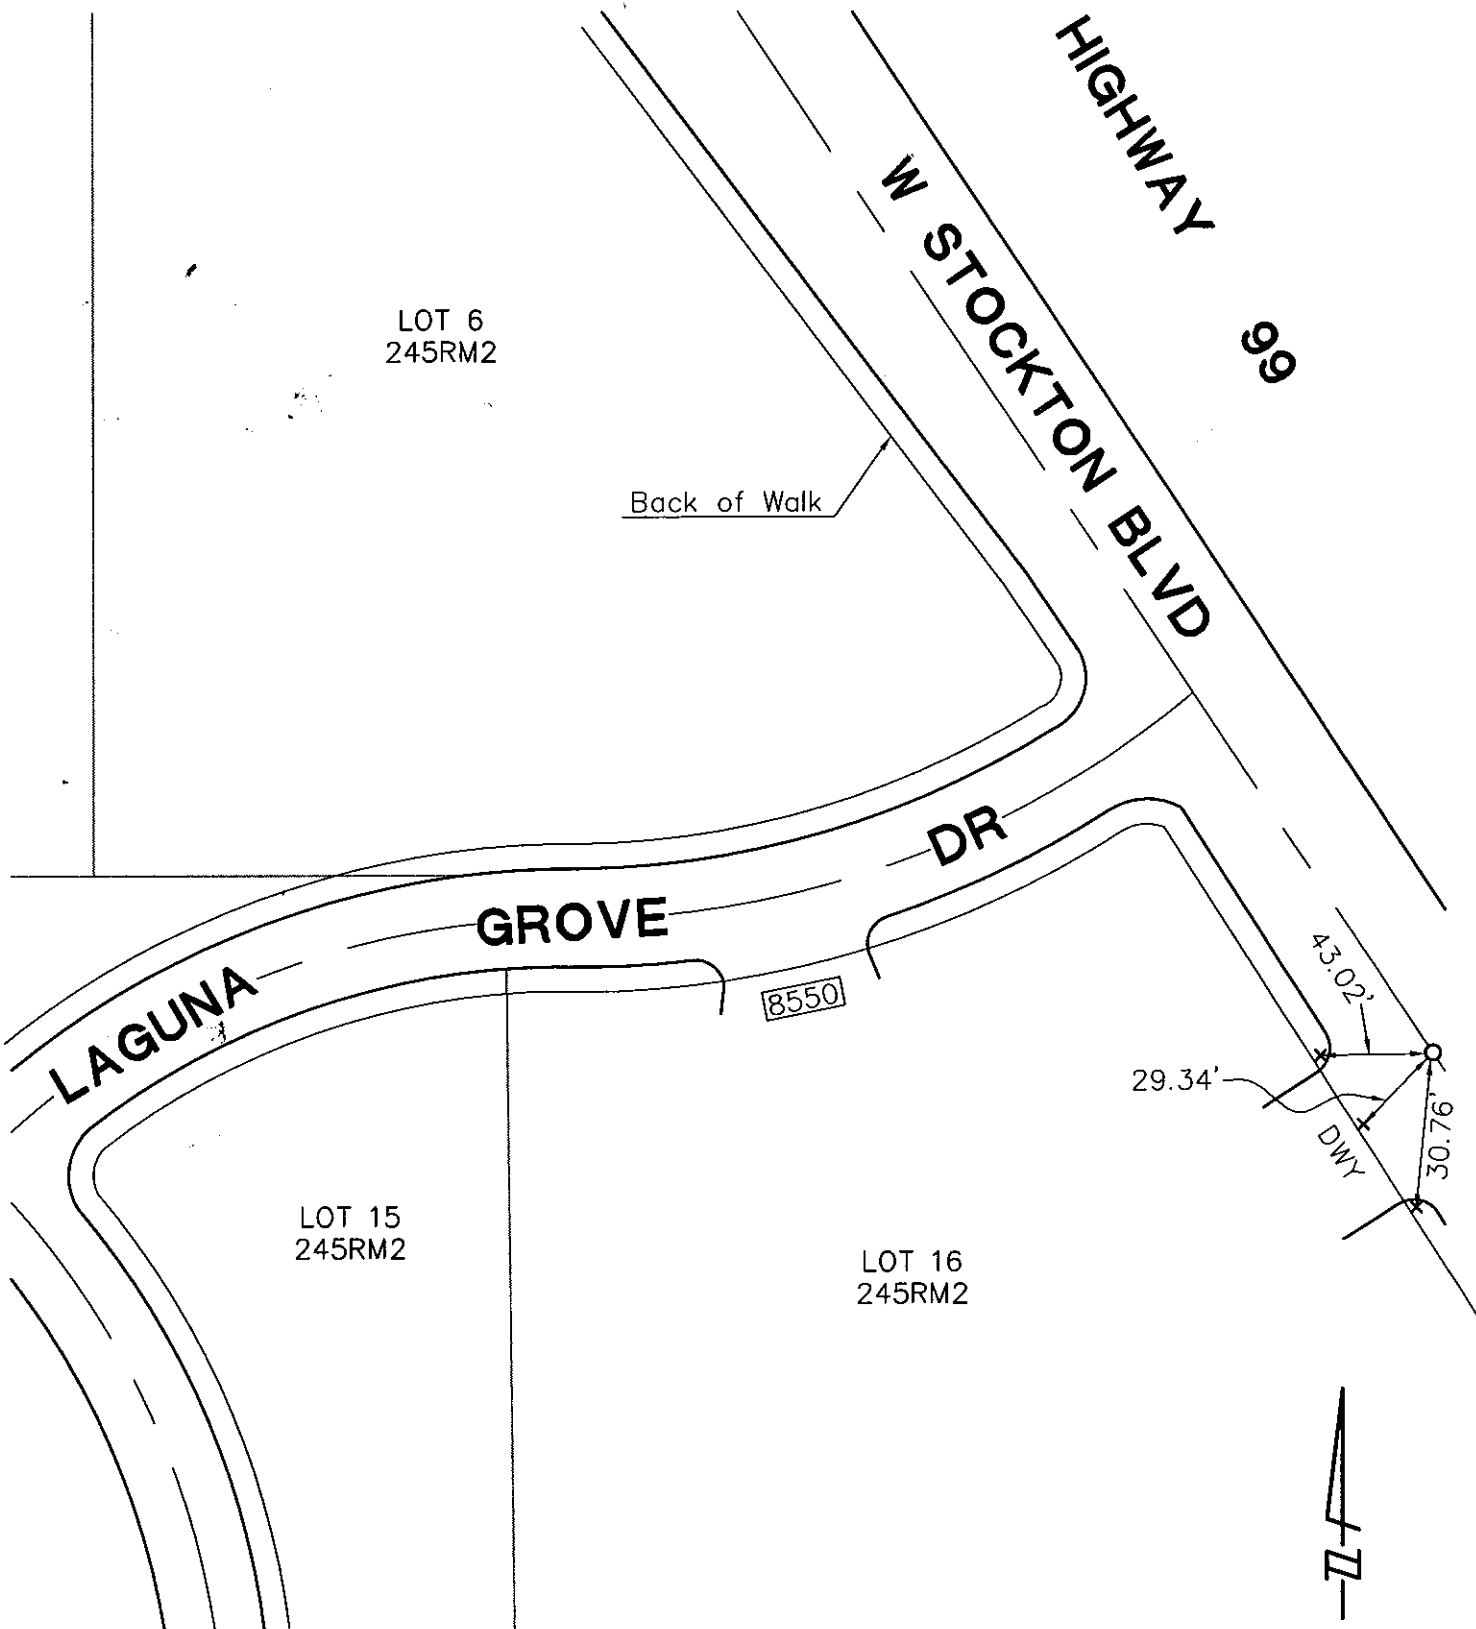 HIGHWAY 99
W STOCKTON BLVD
LOT 6
245RM2
Back of Walk
LAGUNA GROVE DR
8550
43.02'
29.34'
30.76'
DWY
LOT 15
245RM2
LOT 16
245RM2
N